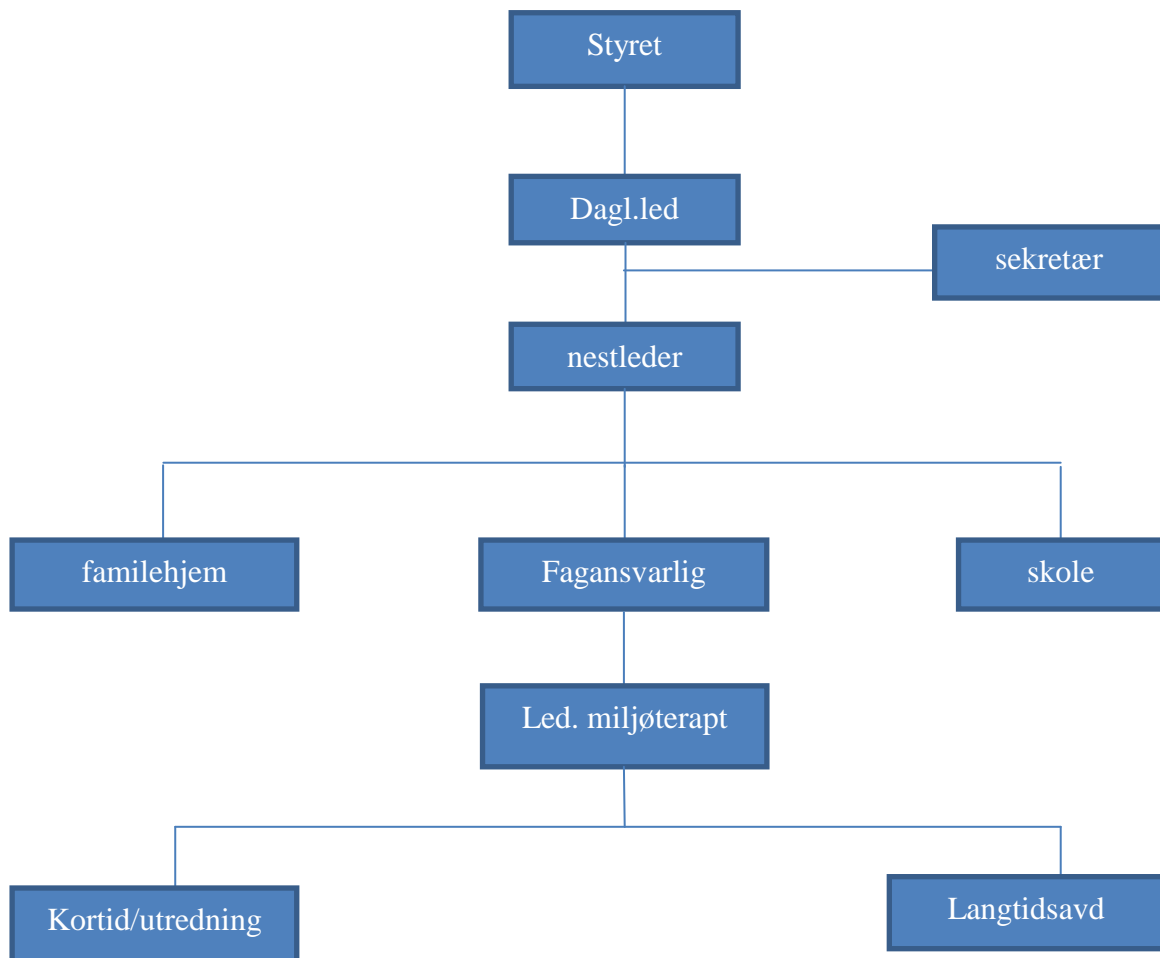 Styret
Dagl.led
sekretær
nestleder
familehjem
Fagansvarlig
skole
Led. miljøterapt
Kortid/utredning
Langtidsavd